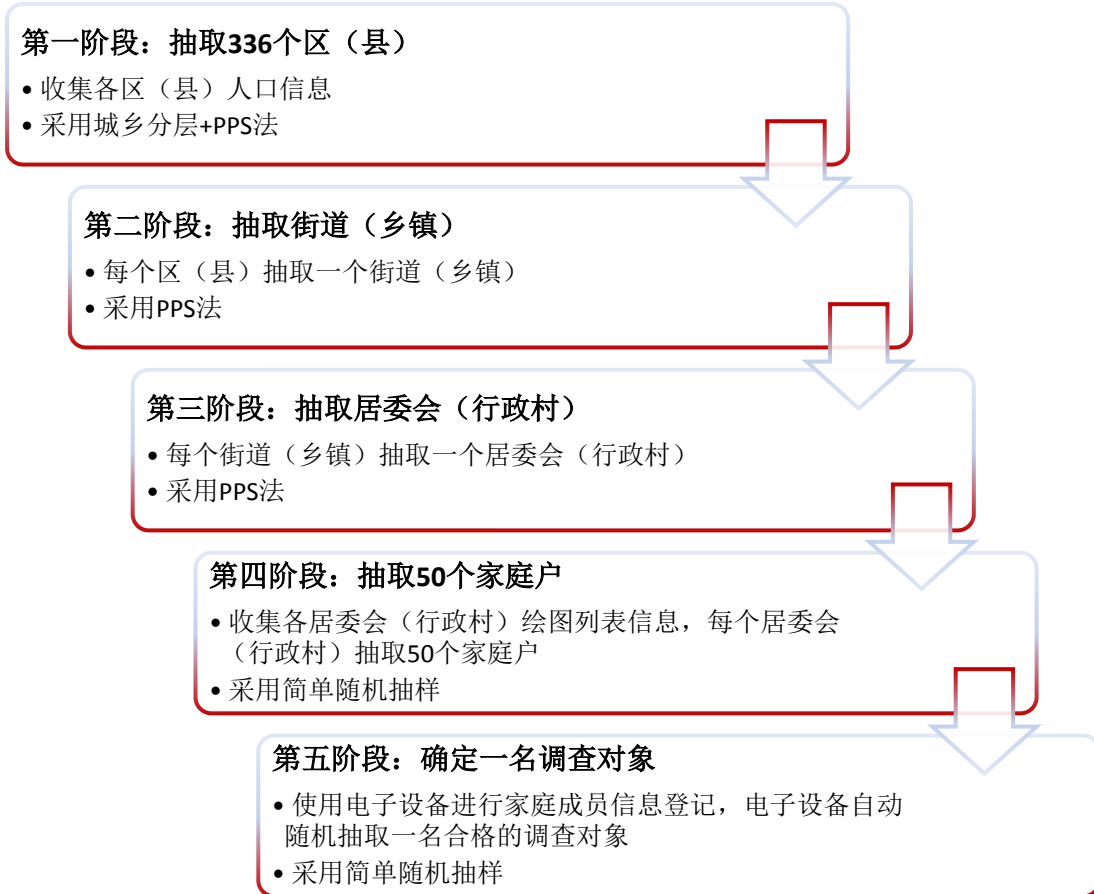 第一阶段：抽取336个区（县）
• 收集各区（县）人口信息
• 采用城乡分层+PPS法
第二阶段：抽取街道（乡镇）
• 每个区（县）抽取一个街道（乡镇）
• 采用PPS法
第三阶段：抽取居委会（行政村）
• 每个街道（乡镇）抽取一个居委会（行政村）
• 采用PPS法
第四阶段：抽取50个家庭户
• 收集各居委会（行政村）绘图列表信息，每个居委会
（行政村）抽取50个家庭户
• 采用简单随机抽样
第五阶段：确定一名调查对象
• 使用电子设备进行家庭成员信息登记，电子设备自动
随机抽取一名合格的调查对象
• 采用简单随机抽样